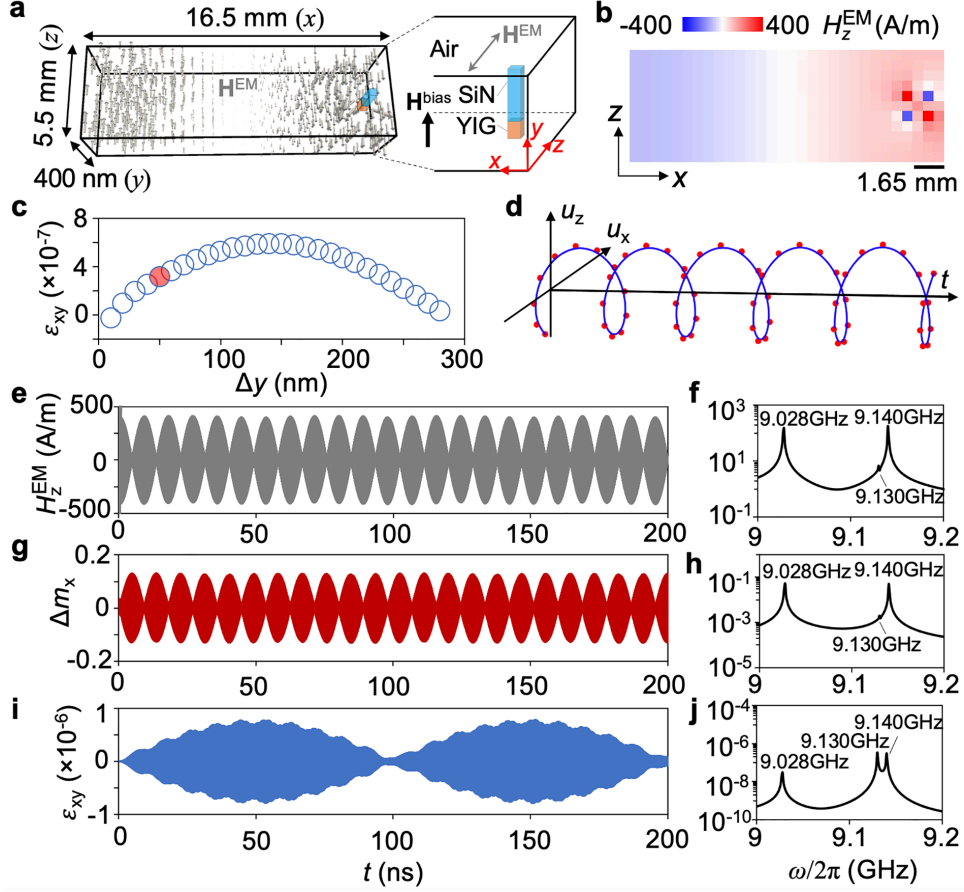 a
16.5 mm (x)
5.5 mm (z)
400 nm (y)
H^EM
Air
H^EM
H^bias
SiN
YIG
y
x
z
b
-400
400
H_z^EM (A/m)
z
x
1.65 mm
c
ε_xy (×10^-7)
8
4
0
0
100
200
300
Δy (nm)
d
u_z
u_x
t
e
H_z^EM (A/m)
500
0
-500
0
50
100
150
200
f
10^3
10^1
10^-1
9.028GHz
9.140GHz
9.130GHz
9
9.1
9.2
g
Δm_x
0.2
0
-0.2
0
50
100
150
200
h
10^-1
10^-3
10^-5
9.028GHz
9.140GHz
9.130GHz
9
9.1
9.2
i
ε_xy (×10^-6)
1
0
-1
0
50
100
150
200
t (ns)
j
10^-4
10^-6
10^-8
10^-10
9.140GHz
9.130GHz
9.028GHz
9
9.1
9.2
ω/2π (GHz)